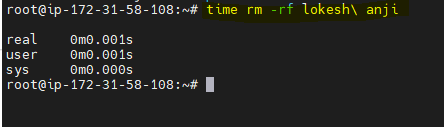 root@ip-172-31-58-108:~# time rm -rf lokesh\ anji
real    0m0.001s
user    0m0.001s
sys     0m0.000s
root@ip-172-31-58-108:~#